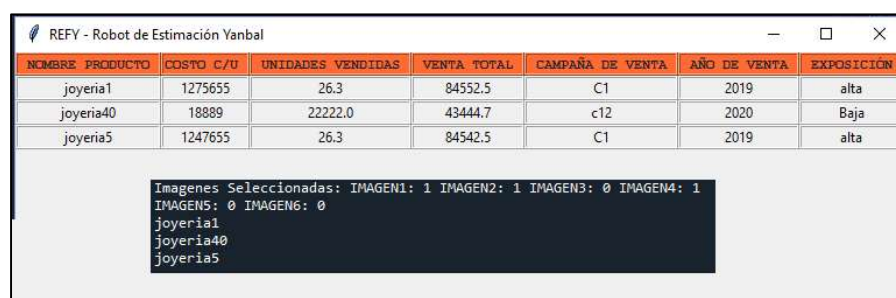 REFY - Robot de Estimación Yanbal
NOMBRE PRODUCTO COSTO C/U UNIDADES VENDIDAS VENTA TOTAL CAMPAÑA DE VENTA AÑO DE VENTA EXPOSICIÓN
joyeria1 1275655 26.3 84552.5 C1 2019 alta
joyeria40 18889 22222.0 43444.7 c12 2020 Baja
joyeria5 1247655 26.3 84542.5 C1 2019 alta
Imagenes Seleccionadas: IMAGEN1: 1 IMAGEN2: 1 IMAGEN3: 0 IMAGEN4: 1
IMAGEN5: 0 IMAGEN6: 0
joyeria1
joyeria40
joyeria5